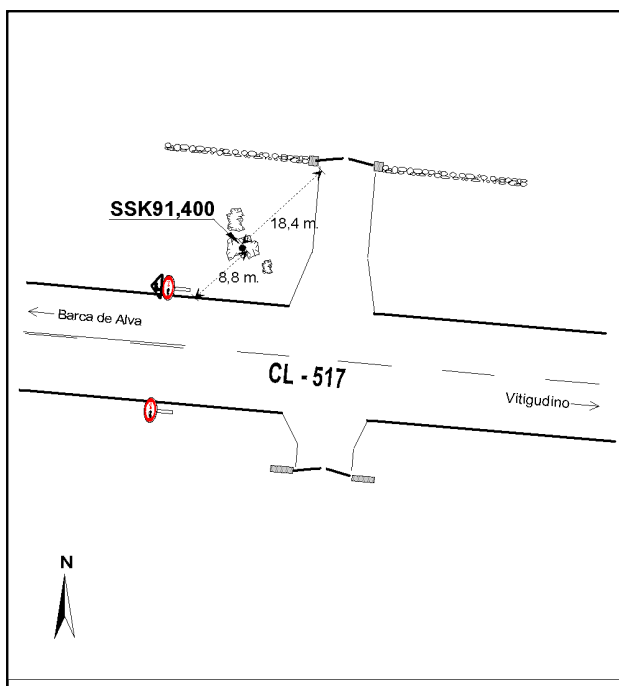 SSK91,400
18,4 m.
8,8 m.
Barca de Alva
CL - 517
Vitigudino
N